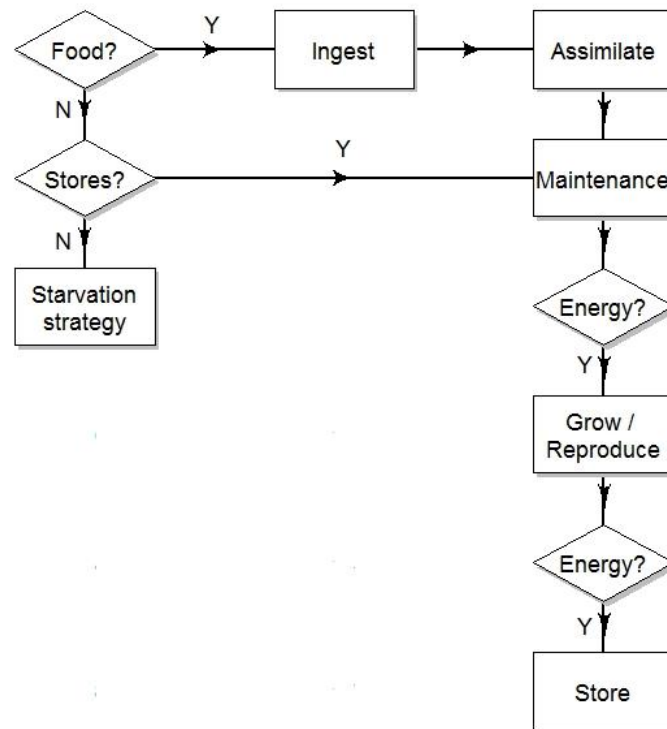 Food?
Y
Ingest
Assimilate
N
Stores?
Y
Maintenance
N
Starvation
strategy
Energy?
Y
Grow /
Reproduce
Energy?
Y
Store